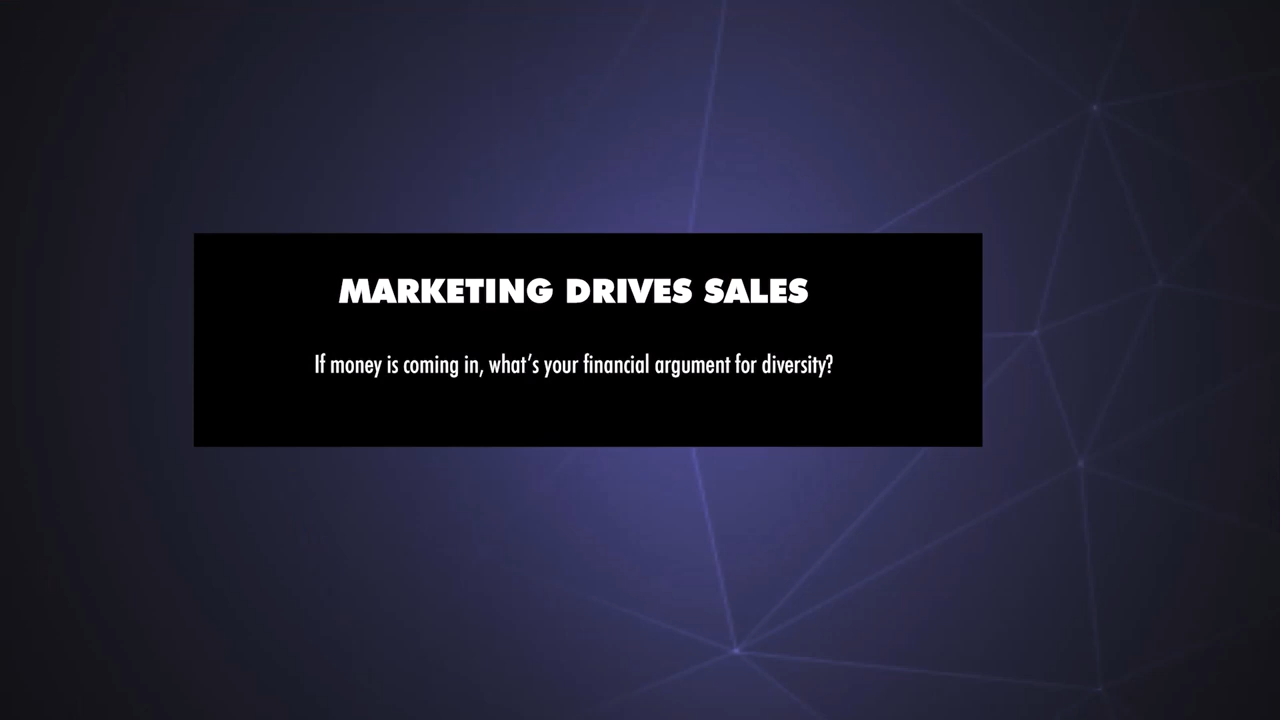 MARKETING DRIVES SALES
If money is coming in, what's your financial argument for diversity?